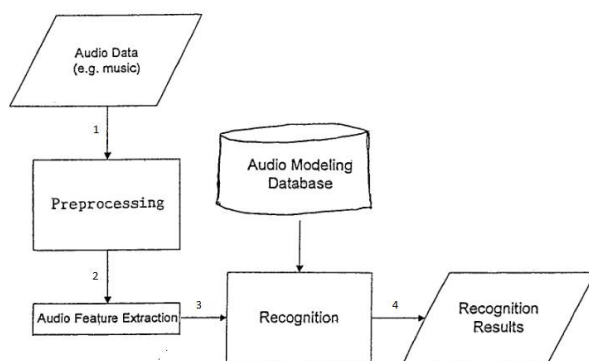 Audio Data
(e.g. music)
1
Preprocessing
2
Audio Feature Extraction
3
Audio Modeling
Database
Recognition
4
Recognition
Results